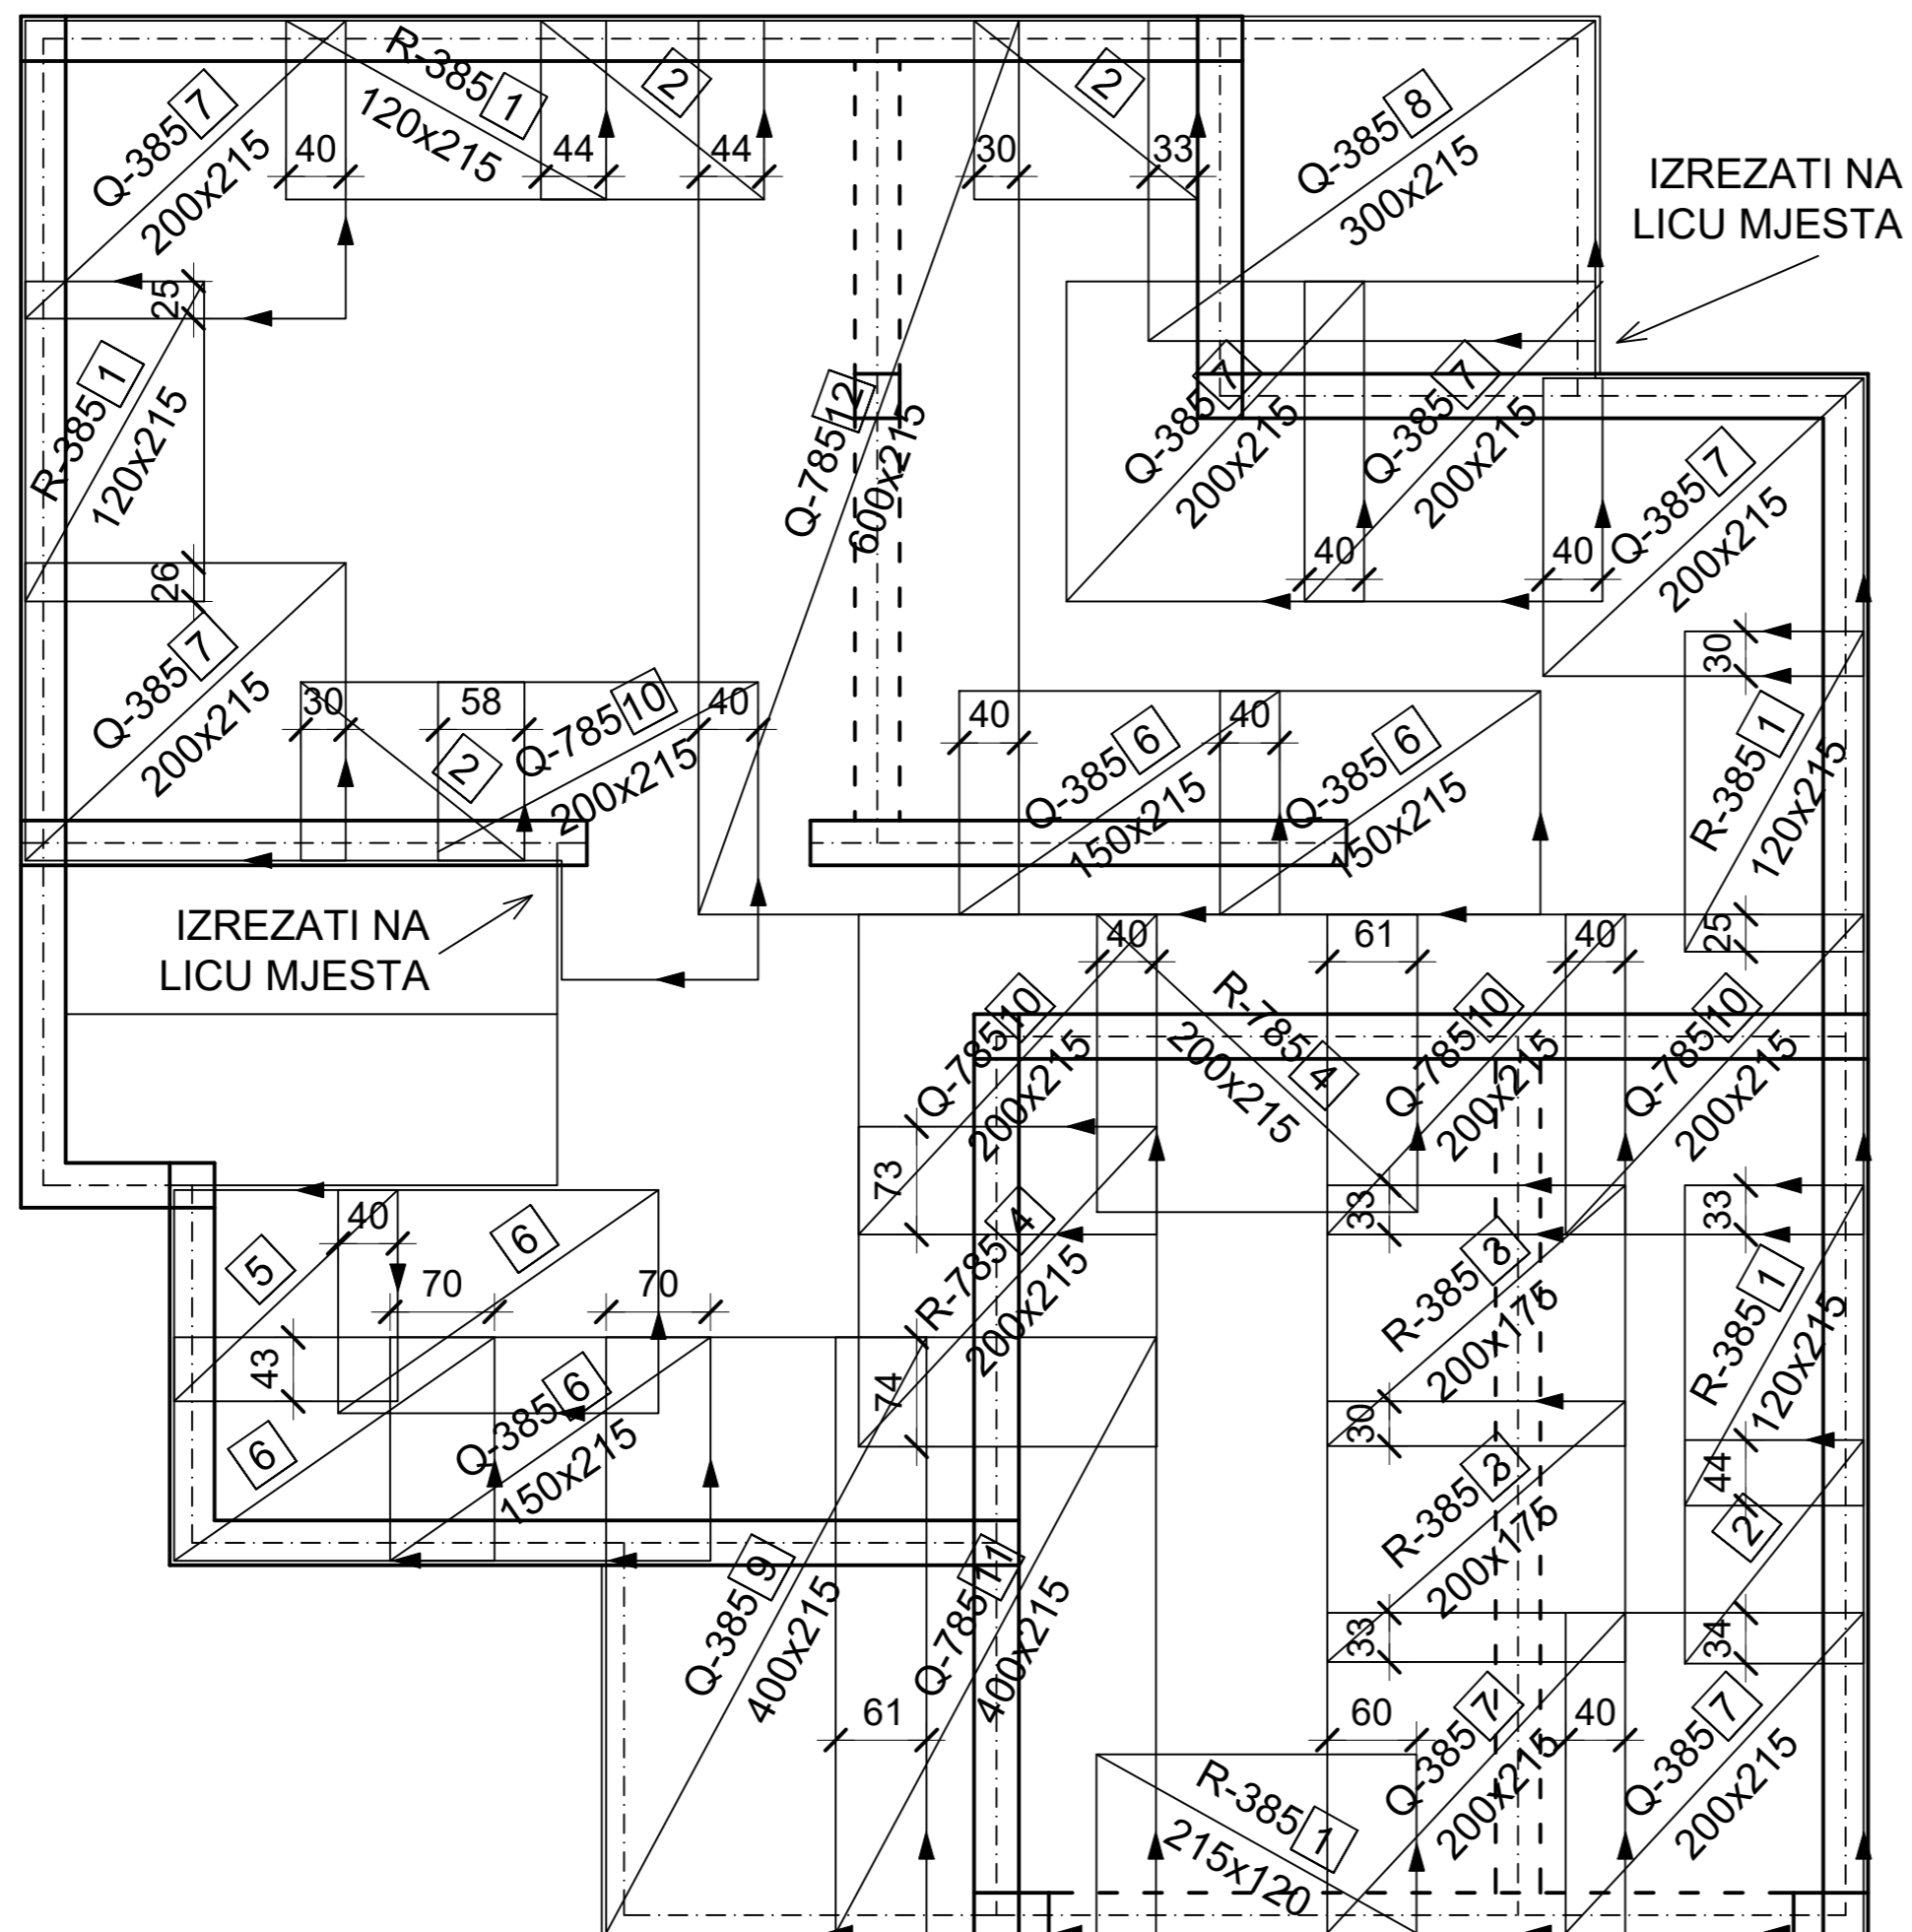 R-385 1
120x215
2
2
Q-385 7
200x215
Q-385 8
300x215
IZREZATI NA
LICU MJESTA
40
44
44
30
33
25
R-385 1
120x215
Q-785 12
600x215
Q-385 7
200x215
Q-385 7
200x215
Q-385 7
200x215
40
40
26
Q-385 7
200x215
30
58
Q-785 10
200x215
40
2
40
40
Q-385 6
150x215
Q-385 6
150x215
30
R-385 1
120x215
25
IZREZATI NA
LICU MJESTA
40
61
40
Q-785 10
200x215
R-785 4
200x215
Q-785 10
200x215
Q-785 10
200x215
73
33
33
5
40
6
70
70
R-785 4
200x215
R-385 3
200x175
R-385 1
120x215
43
74
30
6
Q-385 6
150x215
R-385 3
200x175
44
2
Q-385 9
400x215
Q-785 11
400x215
33
34
61
60
40
Q-385 7
200x215
Q-385 7
200x215
R-385 1
215x120